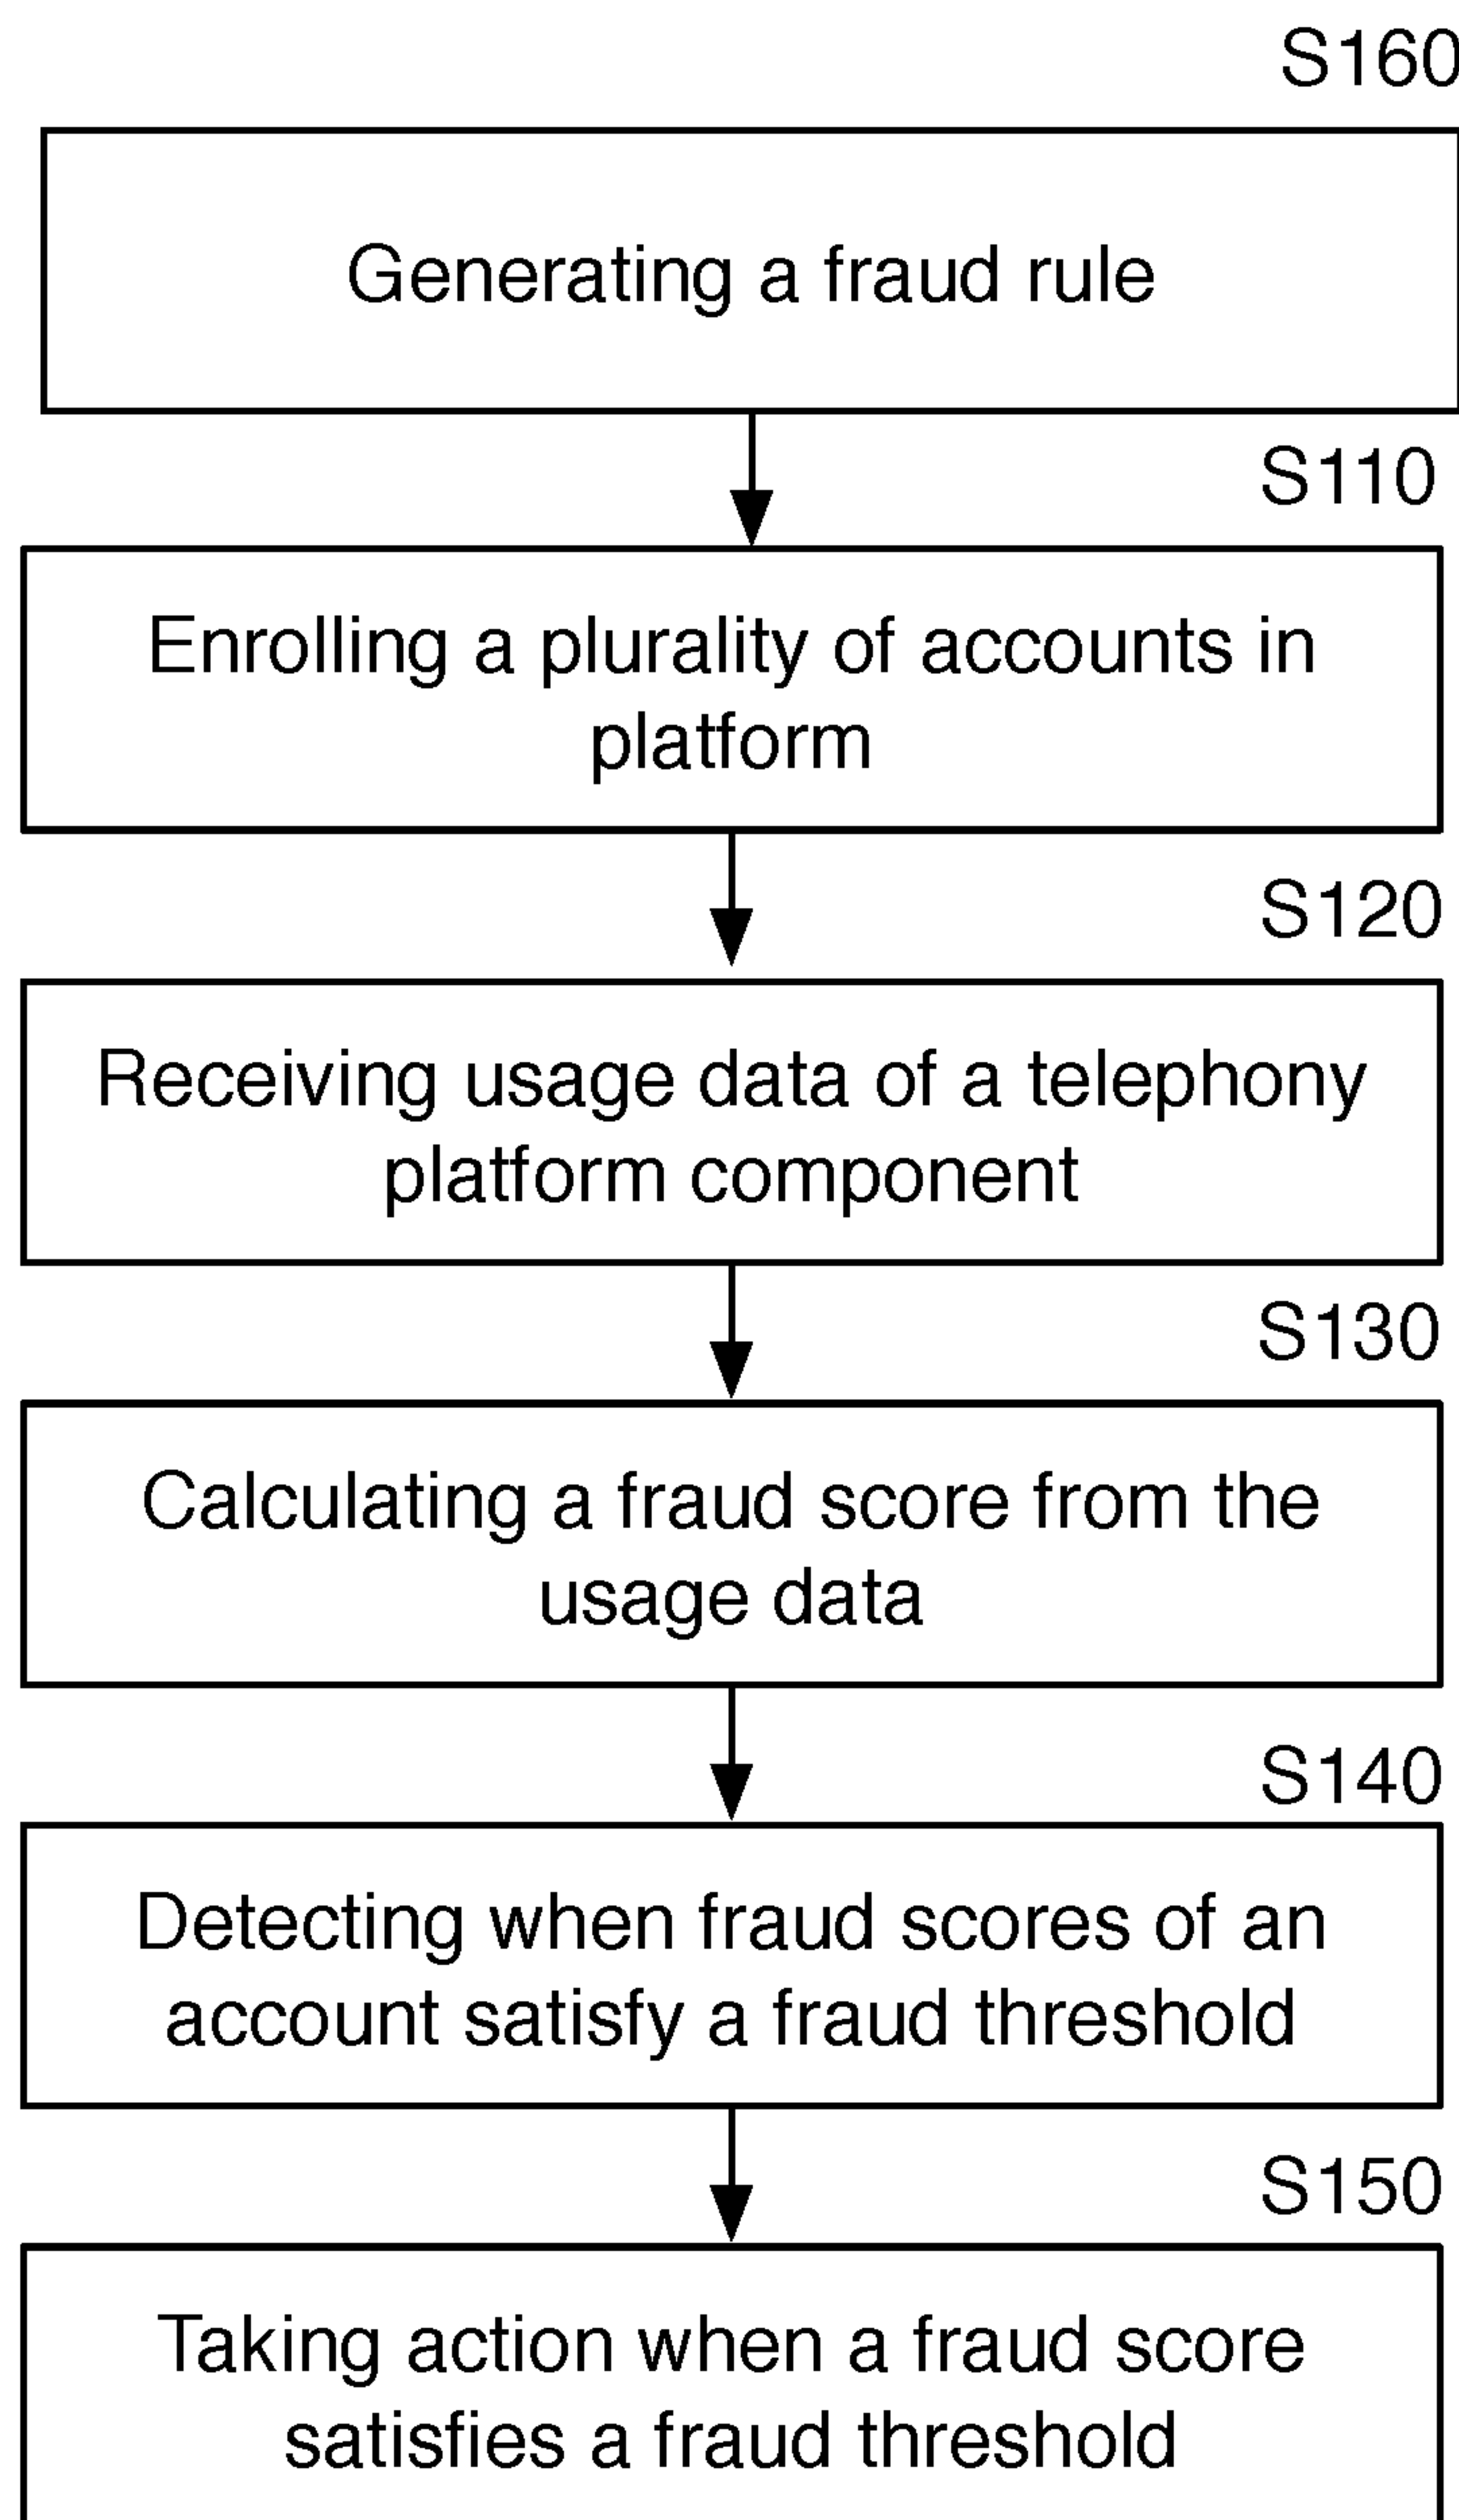 S160
Generating a fraud rule
S110
Enrolling a plurality of accounts in
platform
S120
Receiving usage data of a telephony
platform component
S130
Calculating a fraud score from the
usage data
S140
Detecting when fraud scores of an
account satisfy a fraud threshold
S150
Taking action when a fraud score
satisfies a fraud threshold